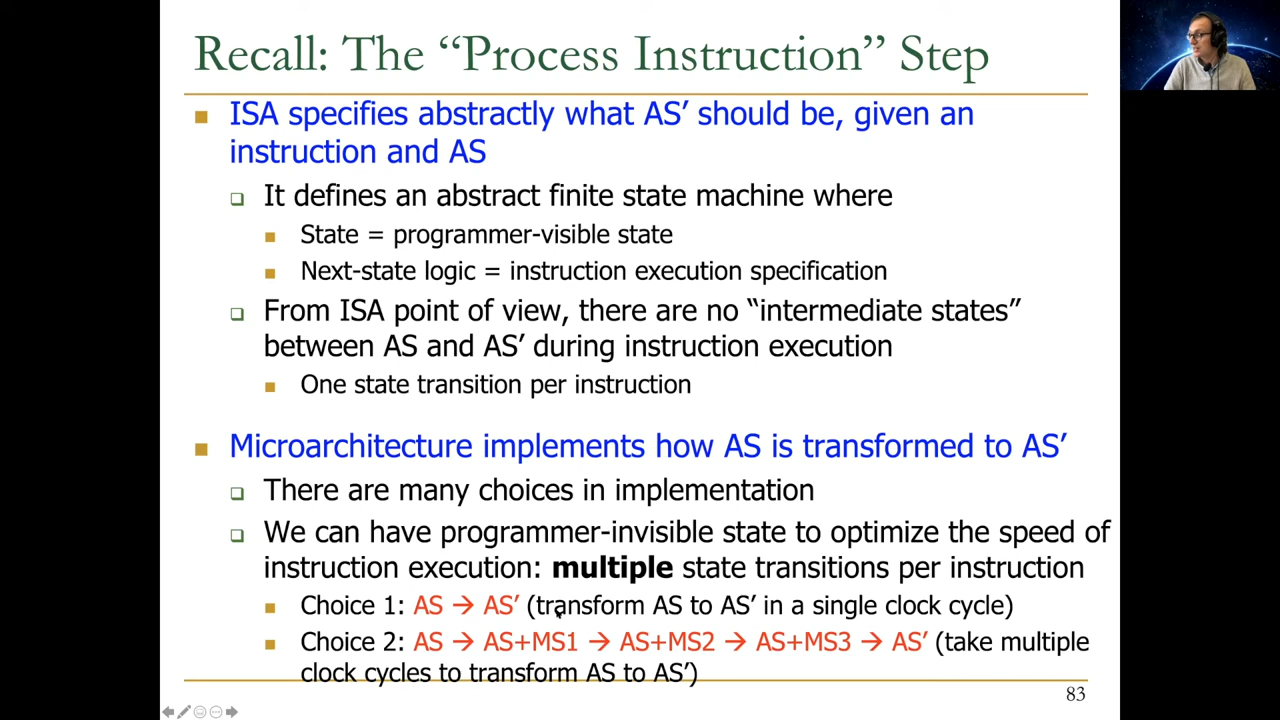 Recall: The “Process Instruction” Step
ISA specifies abstractly what AS’ should be, given an
instruction and AS
It defines an abstract finite state machine where
State = programmer-visible state
Next-state logic = instruction execution specification
From ISA point of view, there are no “intermediate states”
between AS and AS’ during instruction execution
One state transition per instruction
Microarchitecture implements how AS is transformed to AS’
There are many choices in implementation
We can have programmer-invisible state to optimize the speed of
instruction execution: multiple state transitions per instruction
Choice 1: AS → AS’ (transform AS to AS’ in a single clock cycle)
Choice 2: AS → AS+MS1 → AS+MS2 → AS+MS3 → AS’ (take multiple
clock cycles to transform AS to AS’)
83